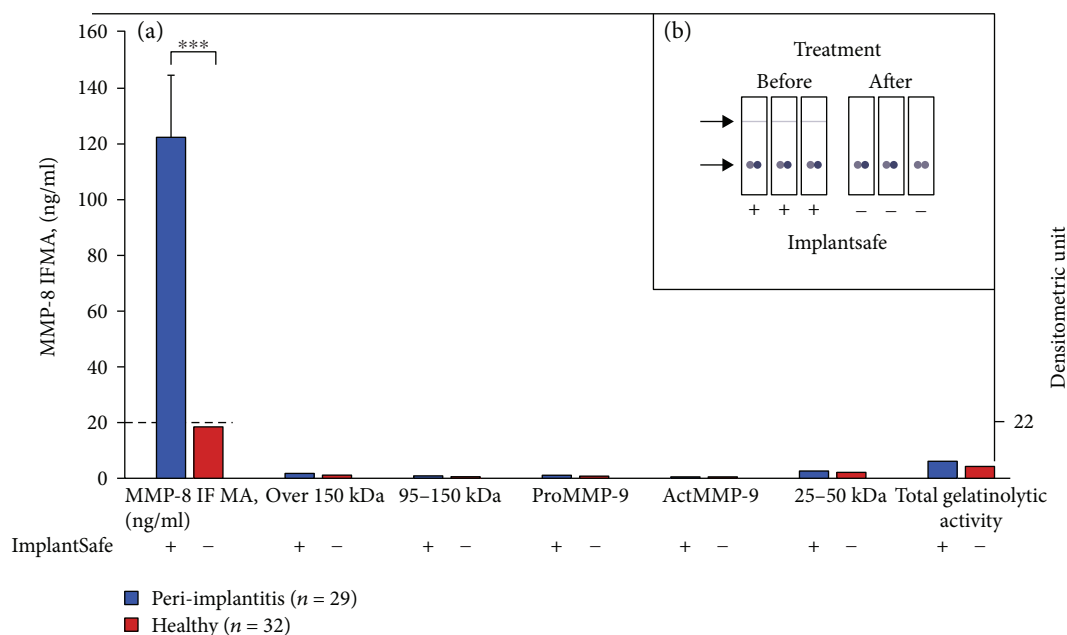 160
140
120
100
80
60
40
20
0
MMP-8 IFMA, (ng/ml)
(a)
***
(b)
Treatment
Before After
+ + + − − −
Implantsafe
Densitometric unit
22
MMP-8 IF MA, Over 150 kDa 95–150 kDa ProMMP-9 ActMMP-9 25–50 kDa Total gelatinolytic
(ng/ml) activity
ImplantSafe + − + − + − + − + − + − + −
Peri-implantitis (n = 29)
Healthy (n = 32)